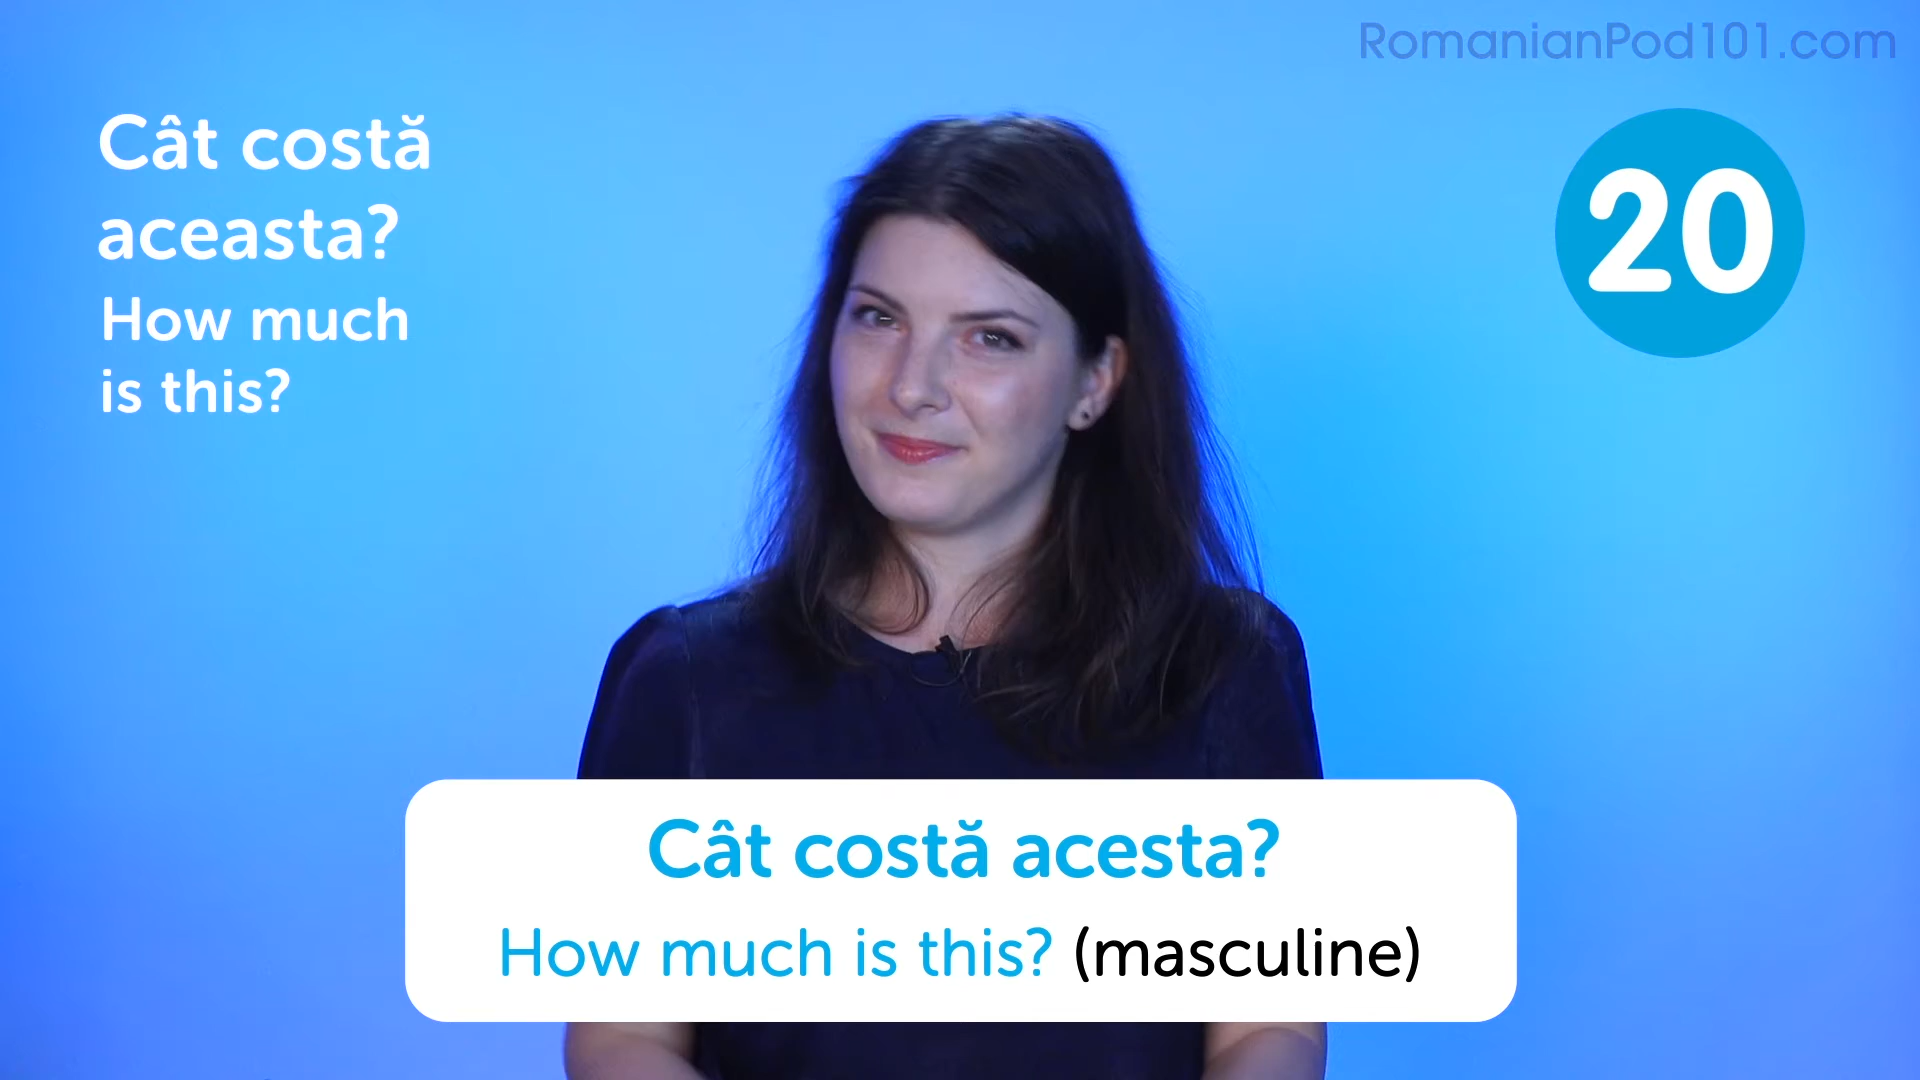 RomanianPod101.com
Cât costă
aceasta?
How much
is this?
20
Cât costă acesta?
How much is this? (masculine)